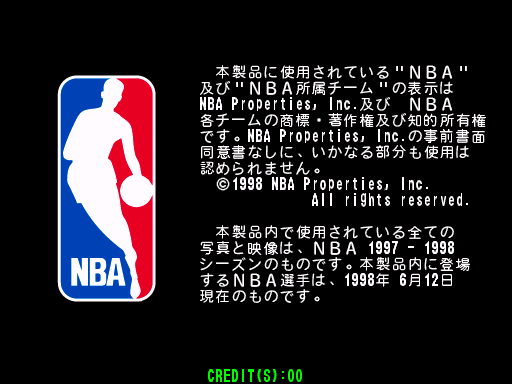 本製品に使用されている"ＮＢＡ"
及び"ＮＢＡ所属チーム"の表示は
NBA Properties, Inc.及び　ＮＢＡ
各チームの商標・著作権及び知的所有権
です。NBA Properties, Inc.の事前書面
同意書なしに、いかなる部分も使用は
認められません。
©1998 NBA Properties, Inc.
All rights reserved.
本製品内で使用されている全ての
写真と映像は、ＮＢＡ 1997 - 1998
シーズンのものです。本製品内に登場
するＮＢＡ選手は、1998年 6月12日
現在のものです。
NBA
CREDIT(S):00